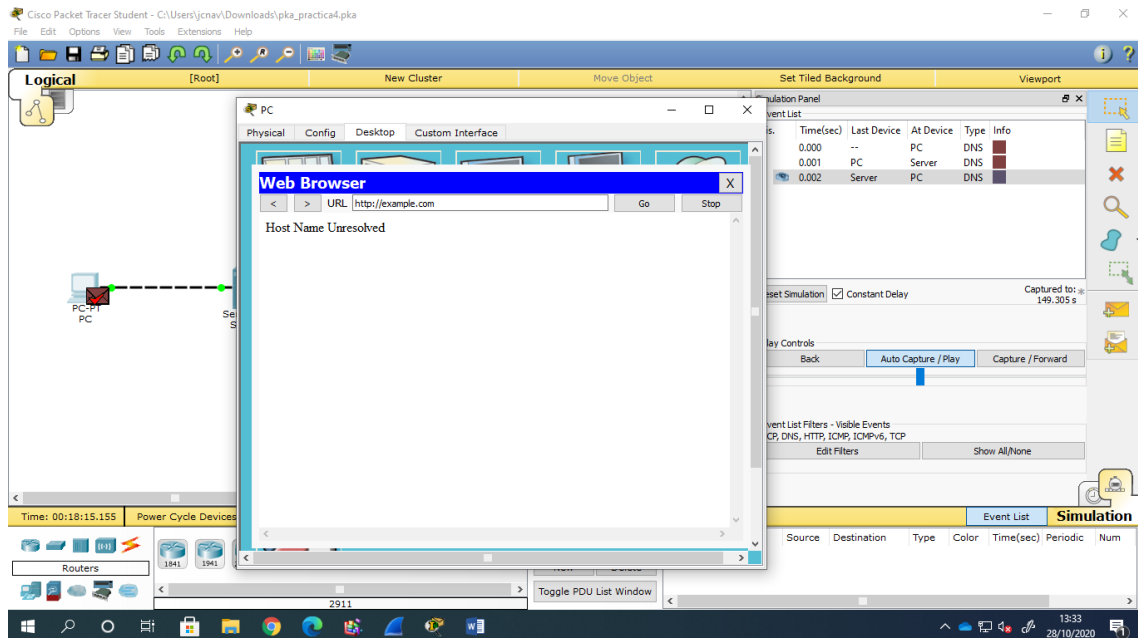 Cisco Packet Tracer Student - C:\Users\jcnav\Downloads\pka_practica4.pka
File Edit Options View Tools Extensions Help
Logical [Root] New Cluster Move Object Set Tiled Background Viewport
PC
Physical Config Desktop Custom Interface
Web Browser X
< > URL http://example.com Go Stop
Host Name Unresolved
PC-PT
PC
Se
S
mulation Panel
vent List
is. Time(sec) Last Device At Device Type Info
0.000 -- PC DNS
0.001 PC Server DNS
0.002 Server PC DNS
eset Simulation Constant Delay Captured to: *
149.305 s
lay Controls
Back Auto Capture / Play Capture / Forward
vent List Filters - Visible Events
CP, DNS, HTTP, ICMP, ICMPv6, TCP
Edit Filters Show All/None
Time: 00:18:15.155 Power Cycle Devices Event List Simulation
Routers
1841 1941
2911
New Delete
Toggle PDU List Window
Source Destination Type Color Time(sec) Periodic Num
13:33
28/10/2020